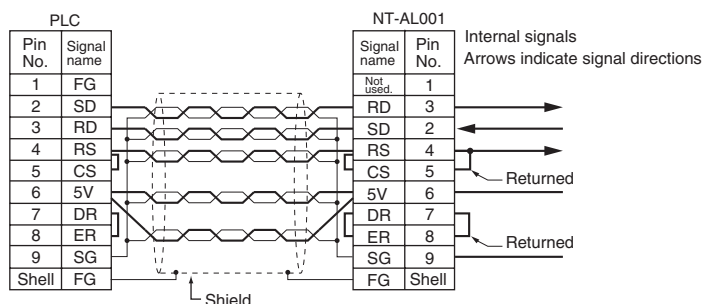 PLC
NT-AL001
Internal signals
Arrows indicate signal directions
Pin No. Signal name
Signal name Pin No.
1 FG
Not used. 1
2 SD
RD 3
3 RD
SD 2
4 RS
RS 4
5 CS
CS 5
Returned
6 5V
5V 6
7 DR
DR 7
8 ER
ER 8
Returned
9 SG
SG 9
Shell FG
FG Shell
Shield